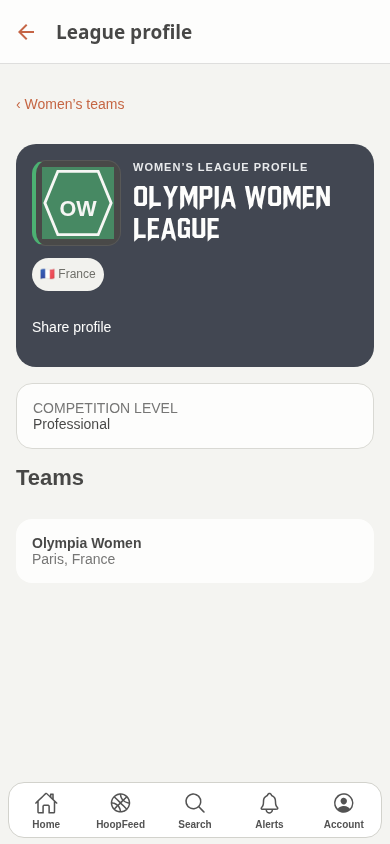 League profile
‹ Women’s teams
OW
WOMEN’S LEAGUE PROFILE
OLYMPIA WOMEN
LEAGUE
🇫🇷 France
Share profile
COMPETITION LEVEL
Professional
Teams
Olympia Women
Paris, France
Home HoopFeed Search Alerts Account